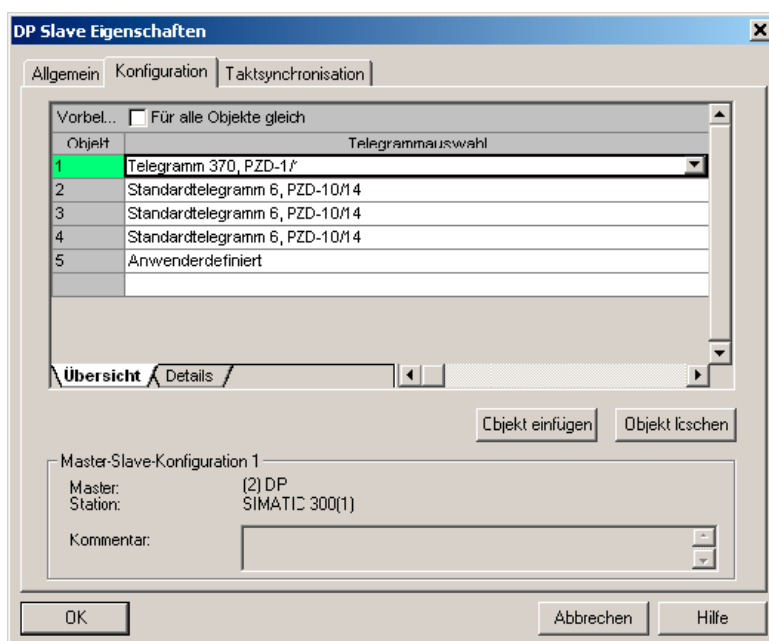 DP Slave Eigenschaften
Allgemein Konfiguration Taktsynchronisation
Vorbel... Für alle Objekte gleich
Objekt Telegrammauswahl
1 Telegramm 370, PZD-1/*
2 Standardtelegramm 6, PZD-10/14
3 Standardtelegramm 6, PZD-10/14
4 Standardtelegramm 6, PZD-10/14
5 Anwenderdefiniert
Übersicht Details
Objekt einfügen Objekt löschen
Master-Slave-Konfiguration 1
Master: (2) DP
Station: SIMATIC 300(1)
Kommentar:
OK Abbrechen Hilfe